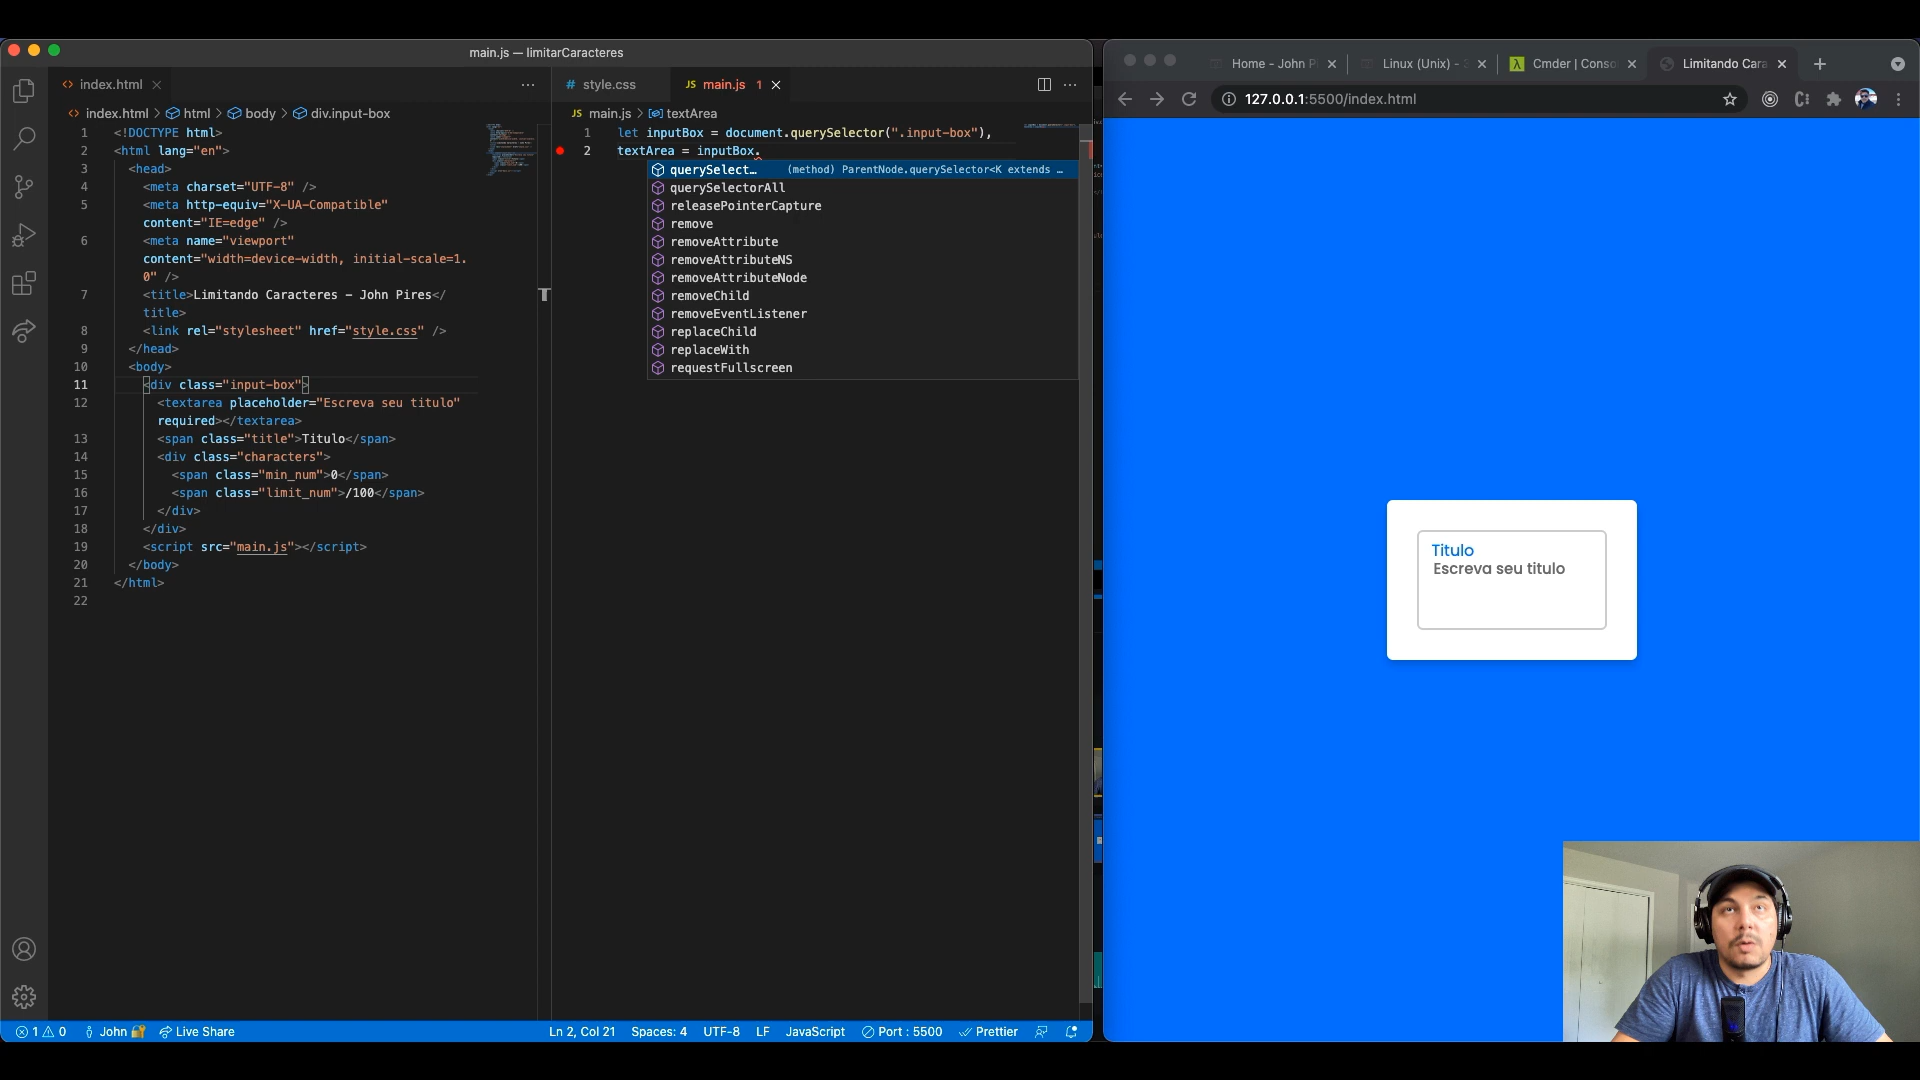 main.js — limitarCaracteres
index.html
style.css
main.js 1
index.html > html > body > div.input-box
main.js > textArea
1 <!DOCTYPE html>
2 <html lang="en">
3 <head>
4 <meta charset="UTF-8" />
5 <meta http-equiv="X-UA-Compatible"
content="IE=edge" />
6 <meta name="viewport"
content="width=device-width, initial-scale=1.
0" />
7 <title>Limitando Caracteres - John Pires</
title>
8 <link rel="stylesheet" href="style.css" />
9 </head>
10 <body>
11 <div class="input-box">
12 <textarea placeholder="Escreva seu titulo"
required></textarea>
13 <span class="title">Titulo</span>
14 <div class="characters">
15 <span class="min_num">0</span>
16 <span class="limit_num">/100</span>
17 </div>
18 </div>
19 <script src="main.js"></script>
20 </body>
21 </html>
22
1 let inputBox = document.querySelector(".input-box"),
2 textArea = inputBox.
querySelect… (method) ParentNode.querySelector<K extends …
querySelectorAll
releasePointerCapture
remove
removeAttribute
removeAttributeNS
removeAttributeNode
removeChild
removeEventListener
replaceChild
replaceWith
requestFullscreen
1 0 John Live Share
Ln 2, Col 21 Spaces: 4 UTF-8 LF JavaScript Port : 5500 Prettier
Home - John P
Linux (Unix) -
Cmder | Conso
Limitando Cara
127.0.0.1:5500/index.html
Titulo
Escreva seu titulo